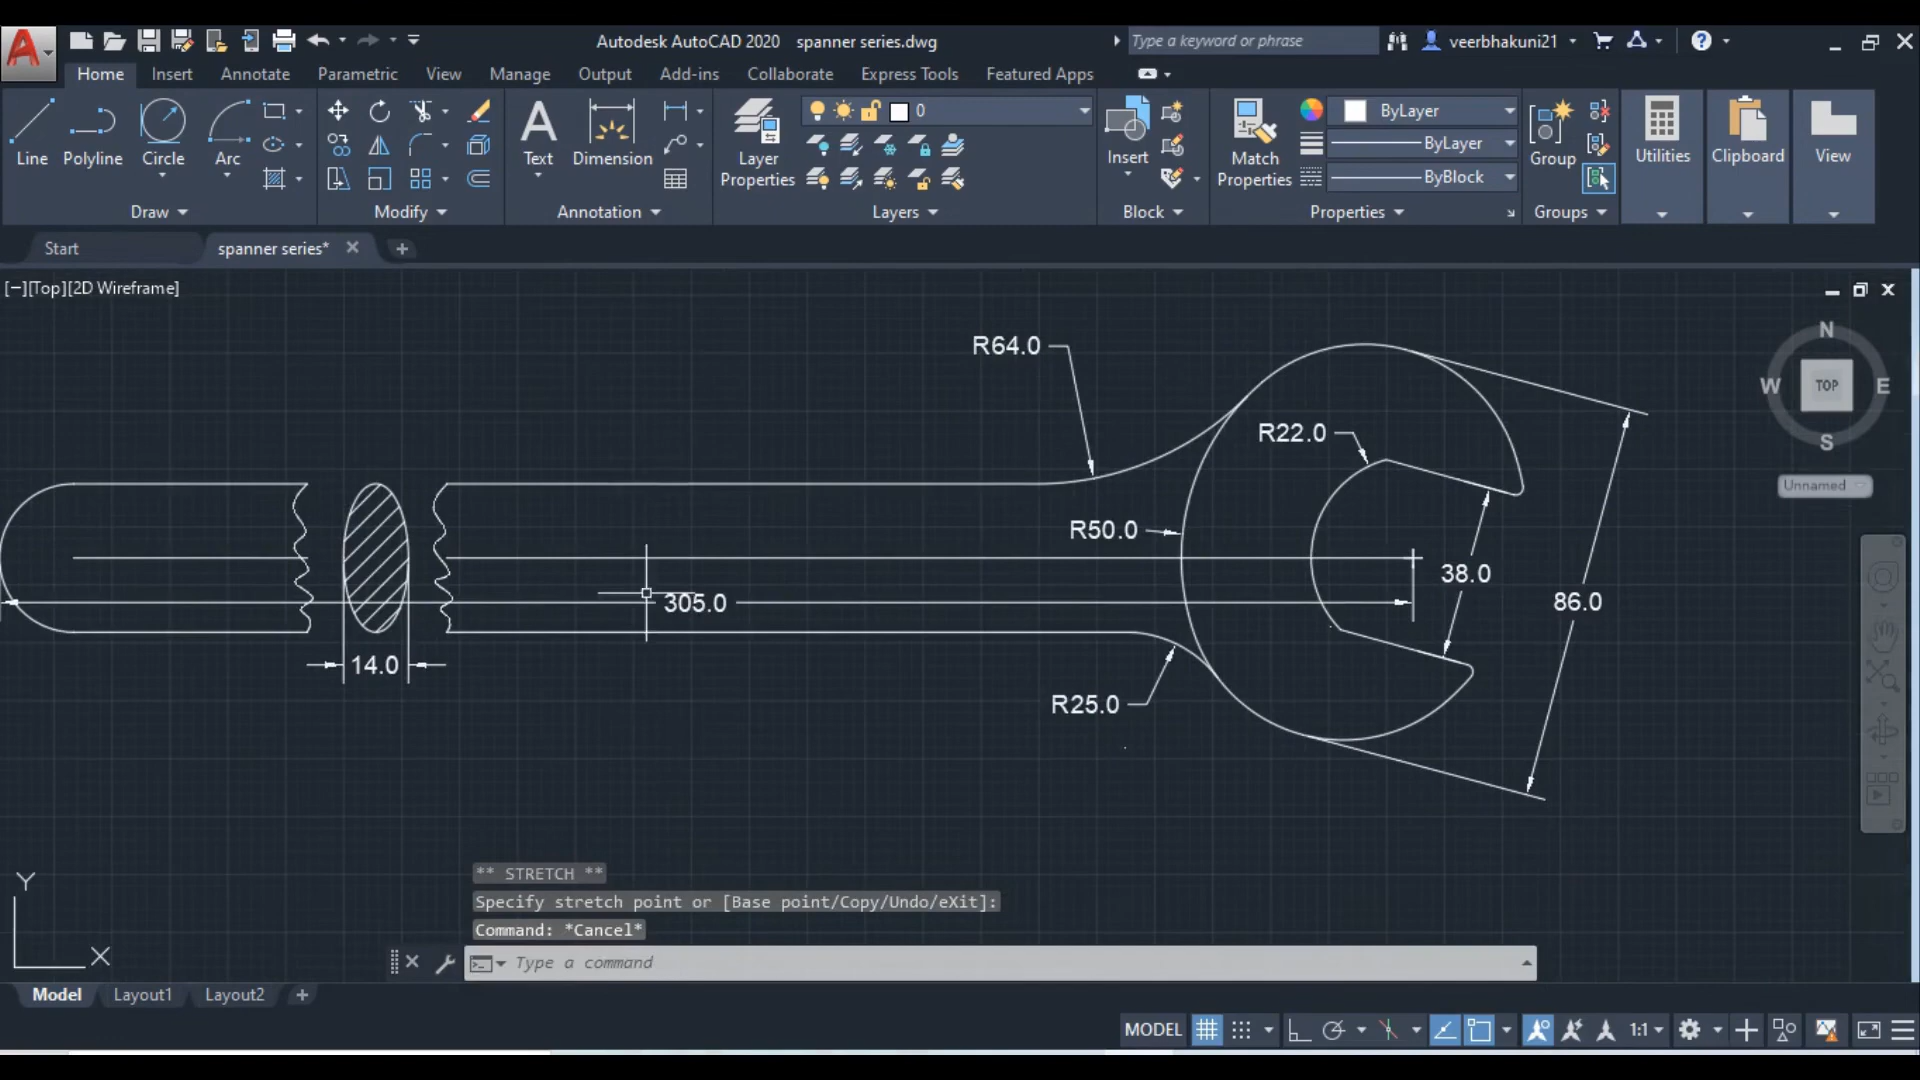 Autodesk AutoCAD 2020 spanner series.dwg
Type a keyword or phrase
veerbhakuni21
Home Insert Annotate Parametric View Manage Output Add-ins Collaborate Express Tools Featured Apps
0
ByLayer
Line Polyline Circle Arc
Text Dimension
Layer Properties
Insert
Match Properties
ByLayer
ByBlock
Group
Utilities Clipboard View
Draw Modify Annotation Layers Block Properties Groups
Start spanner series*
[−][Top][2D Wireframe]
N
W TOP E
S
Unnamed
R64.0
R22.0
R50.0
38.0
86.0
305.0
14.0
R25.0
** STRETCH **
Specify stretch point or [Base point/Copy/Undo/eXit]:
Command: *Cancel*
Type a command
Y
X
Model Layout1 Layout2
MODEL 1:1